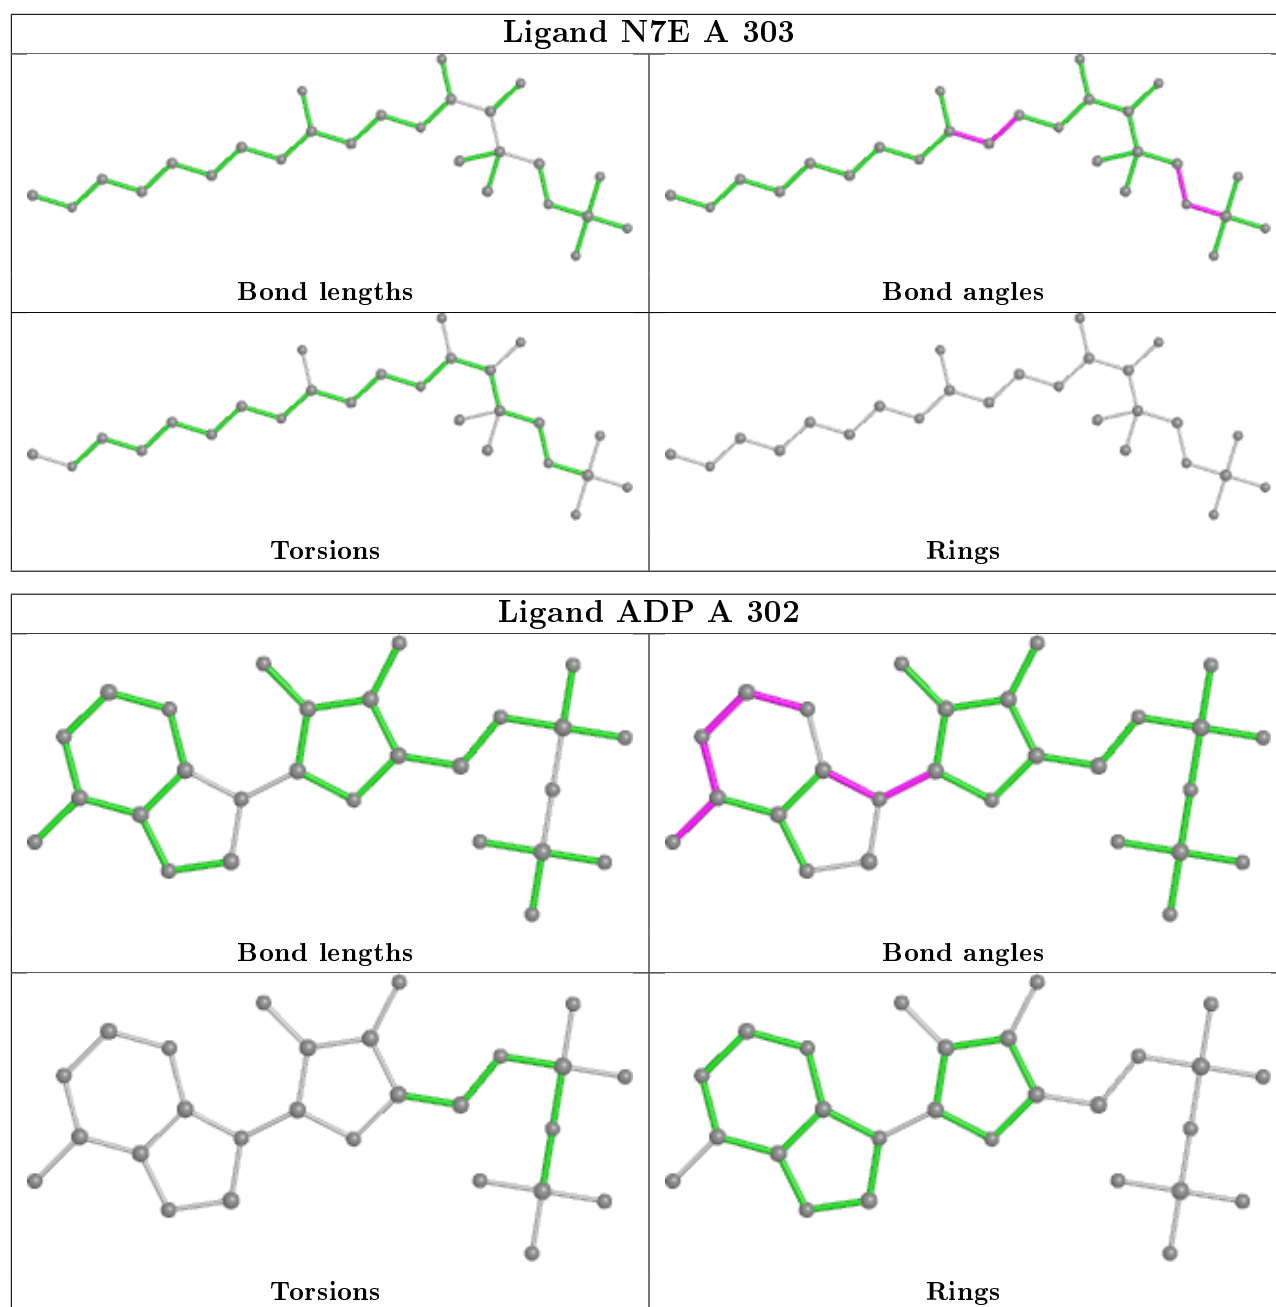 Ligand N7E A 303
Bond lengths
Bond angles
Torsions
Rings
Ligand ADP A 302
Bond lengths
Bond angles
Torsions
Rings